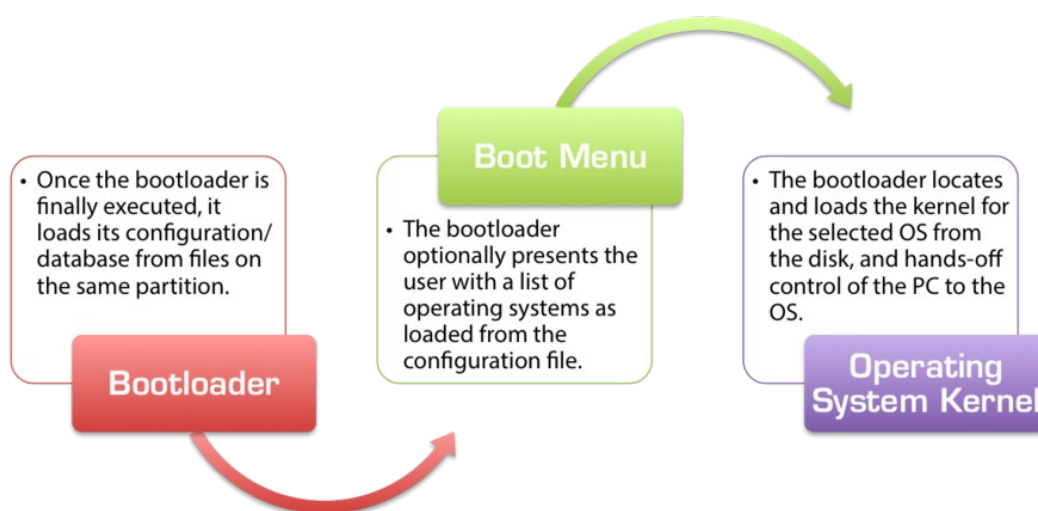 • Once the bootloader is
finally executed, it
loads its configuration/
database from files on
the same partition.
Bootloader
Boot Menu
• The bootloader
optionally presents the
user with a list of
operating systems as
loaded from the
configuration file.
• The bootloader locates
and loads the kernel for
the selected OS from
the disk, and hands-off
control of the PC to the
OS.
Operating
System Kernel